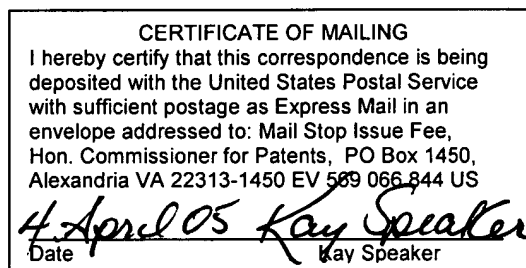 CERTIFICATE OF MAILING
I hereby certify that this correspondence is being
deposited with the United States Postal Service
with sufficient postage as Express Mail in an
envelope addressed to: Mail Stop Issue Fee,
Hon. Commissioner for Patents, PO Box 1450,
Alexandria VA 22313-1450 EV 569 066 844 US
4 April 05 Kay Speaker
Date Kay Speaker